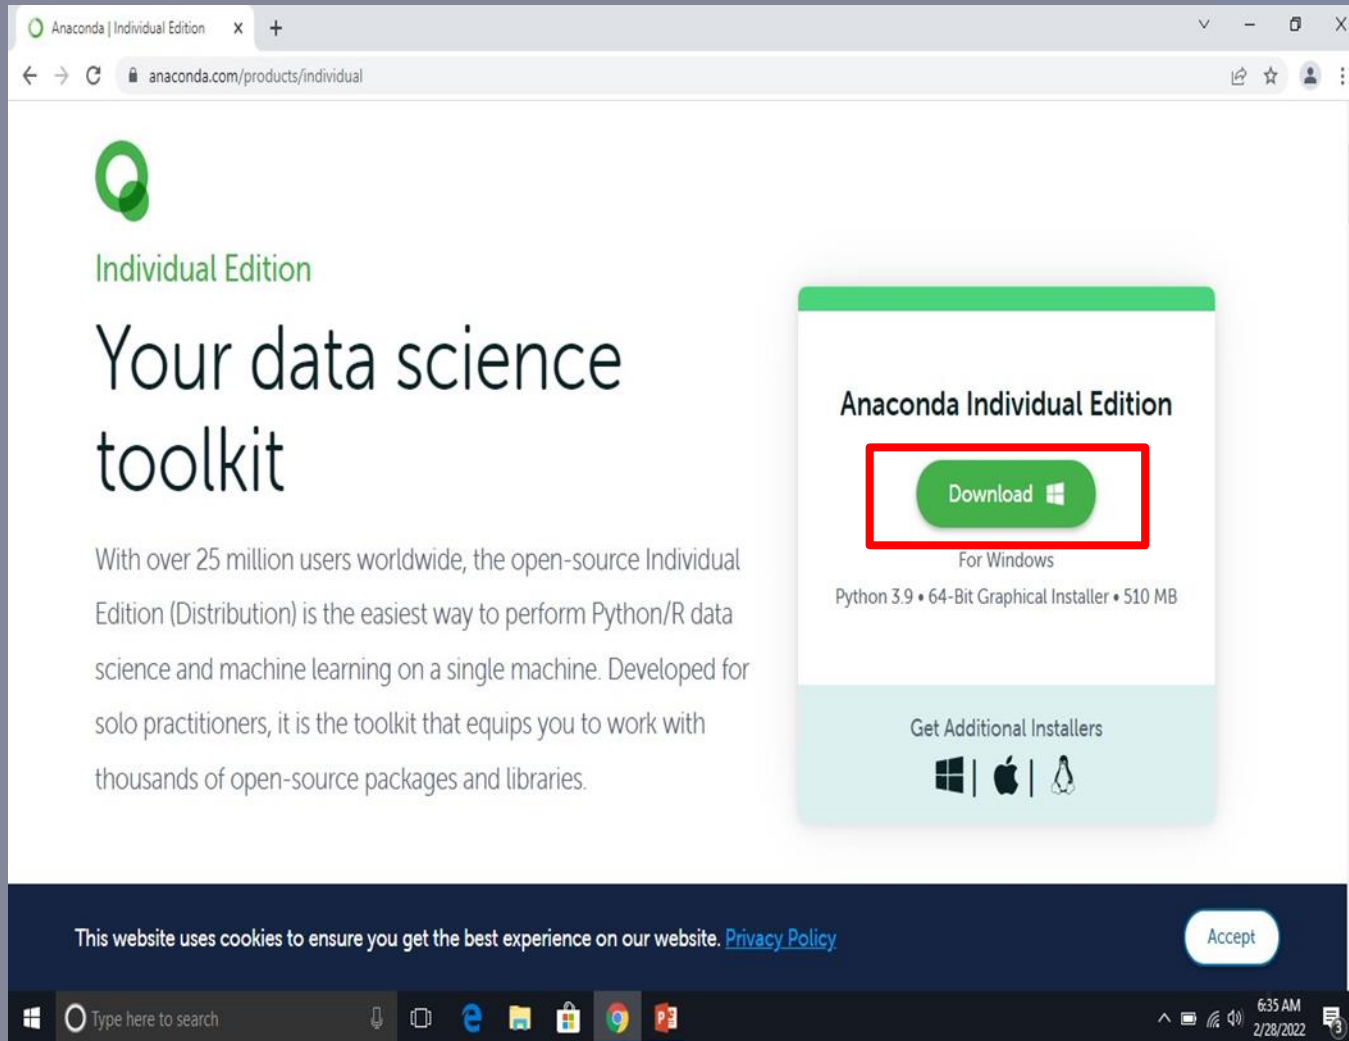 Anaconda | Individual Edition
anaconda.com/products/individual
Individual Edition
Your data science
toolkit
With over 25 million users worldwide, the open-source Individual
Edition (Distribution) is the easiest way to perform Python/R data
science and machine learning on a single machine. Developed for
solo practitioners, it is the toolkit that equips you to work with
thousands of open-source packages and libraries.
Anaconda Individual Edition
Download
For Windows
Python 3.9 • 64-Bit Graphical Installer • 510 MB
Get Additional Installers
This website uses cookies to ensure you get the best experience on our website. Privacy Policy
Accept
Type here to search
6:35 AM
2/28/2022
3